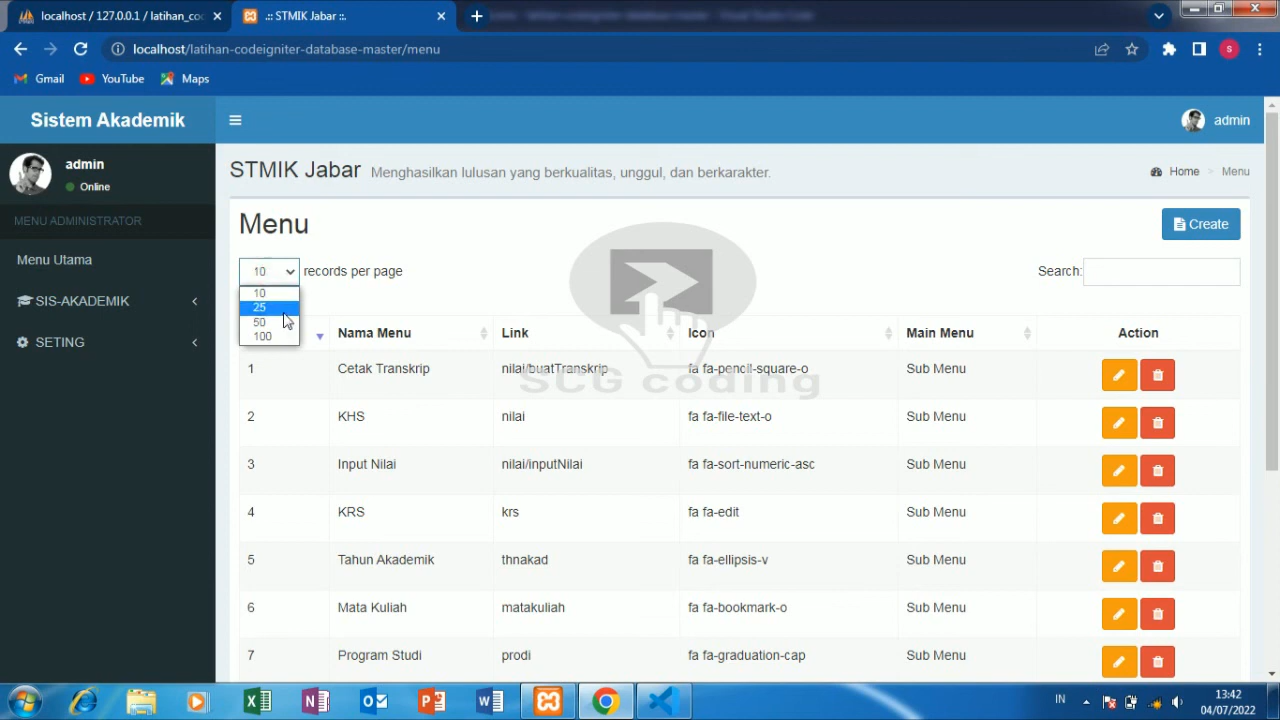 localhost / 127.0.0.1 / latihan_co
.:: STMIK Jabar ::.
localhost/latihan-codeigniter-database-master/menu
S
Gmail
YouTube
Maps
Sistem Akademik
admin
admin
Online
STMIK Jabar Menghasilkan lulusan yang berkualitas, unggul, dan berkarakter.
Home > Menu
MENU ADMINISTRATOR
Menu Utama
SIS-AKADEMIK
SETING
Menu
Create
10 records per page
Search:
10
25
50
100
Nama Menu Link Icon Main Menu Action
1 Cetak Transkrip nilai/buatTranskrip fa fa-pencil-square-o Sub Menu
SCG coding
2 KHS nilai fa fa-file-text-o Sub Menu
3 Input Nilai nilai/inputNilai fa fa-sort-numeric-asc Sub Menu
4 KRS krs fa fa-edit Sub Menu
5 Tahun Akademik thnakad fa fa-ellipsis-v Sub Menu
6 Mata Kuliah matakuliah fa fa-bookmark-o Sub Menu
7 Program Studi prodi fa fa-graduation-cap Sub Menu
IN
13:42
04/07/2022